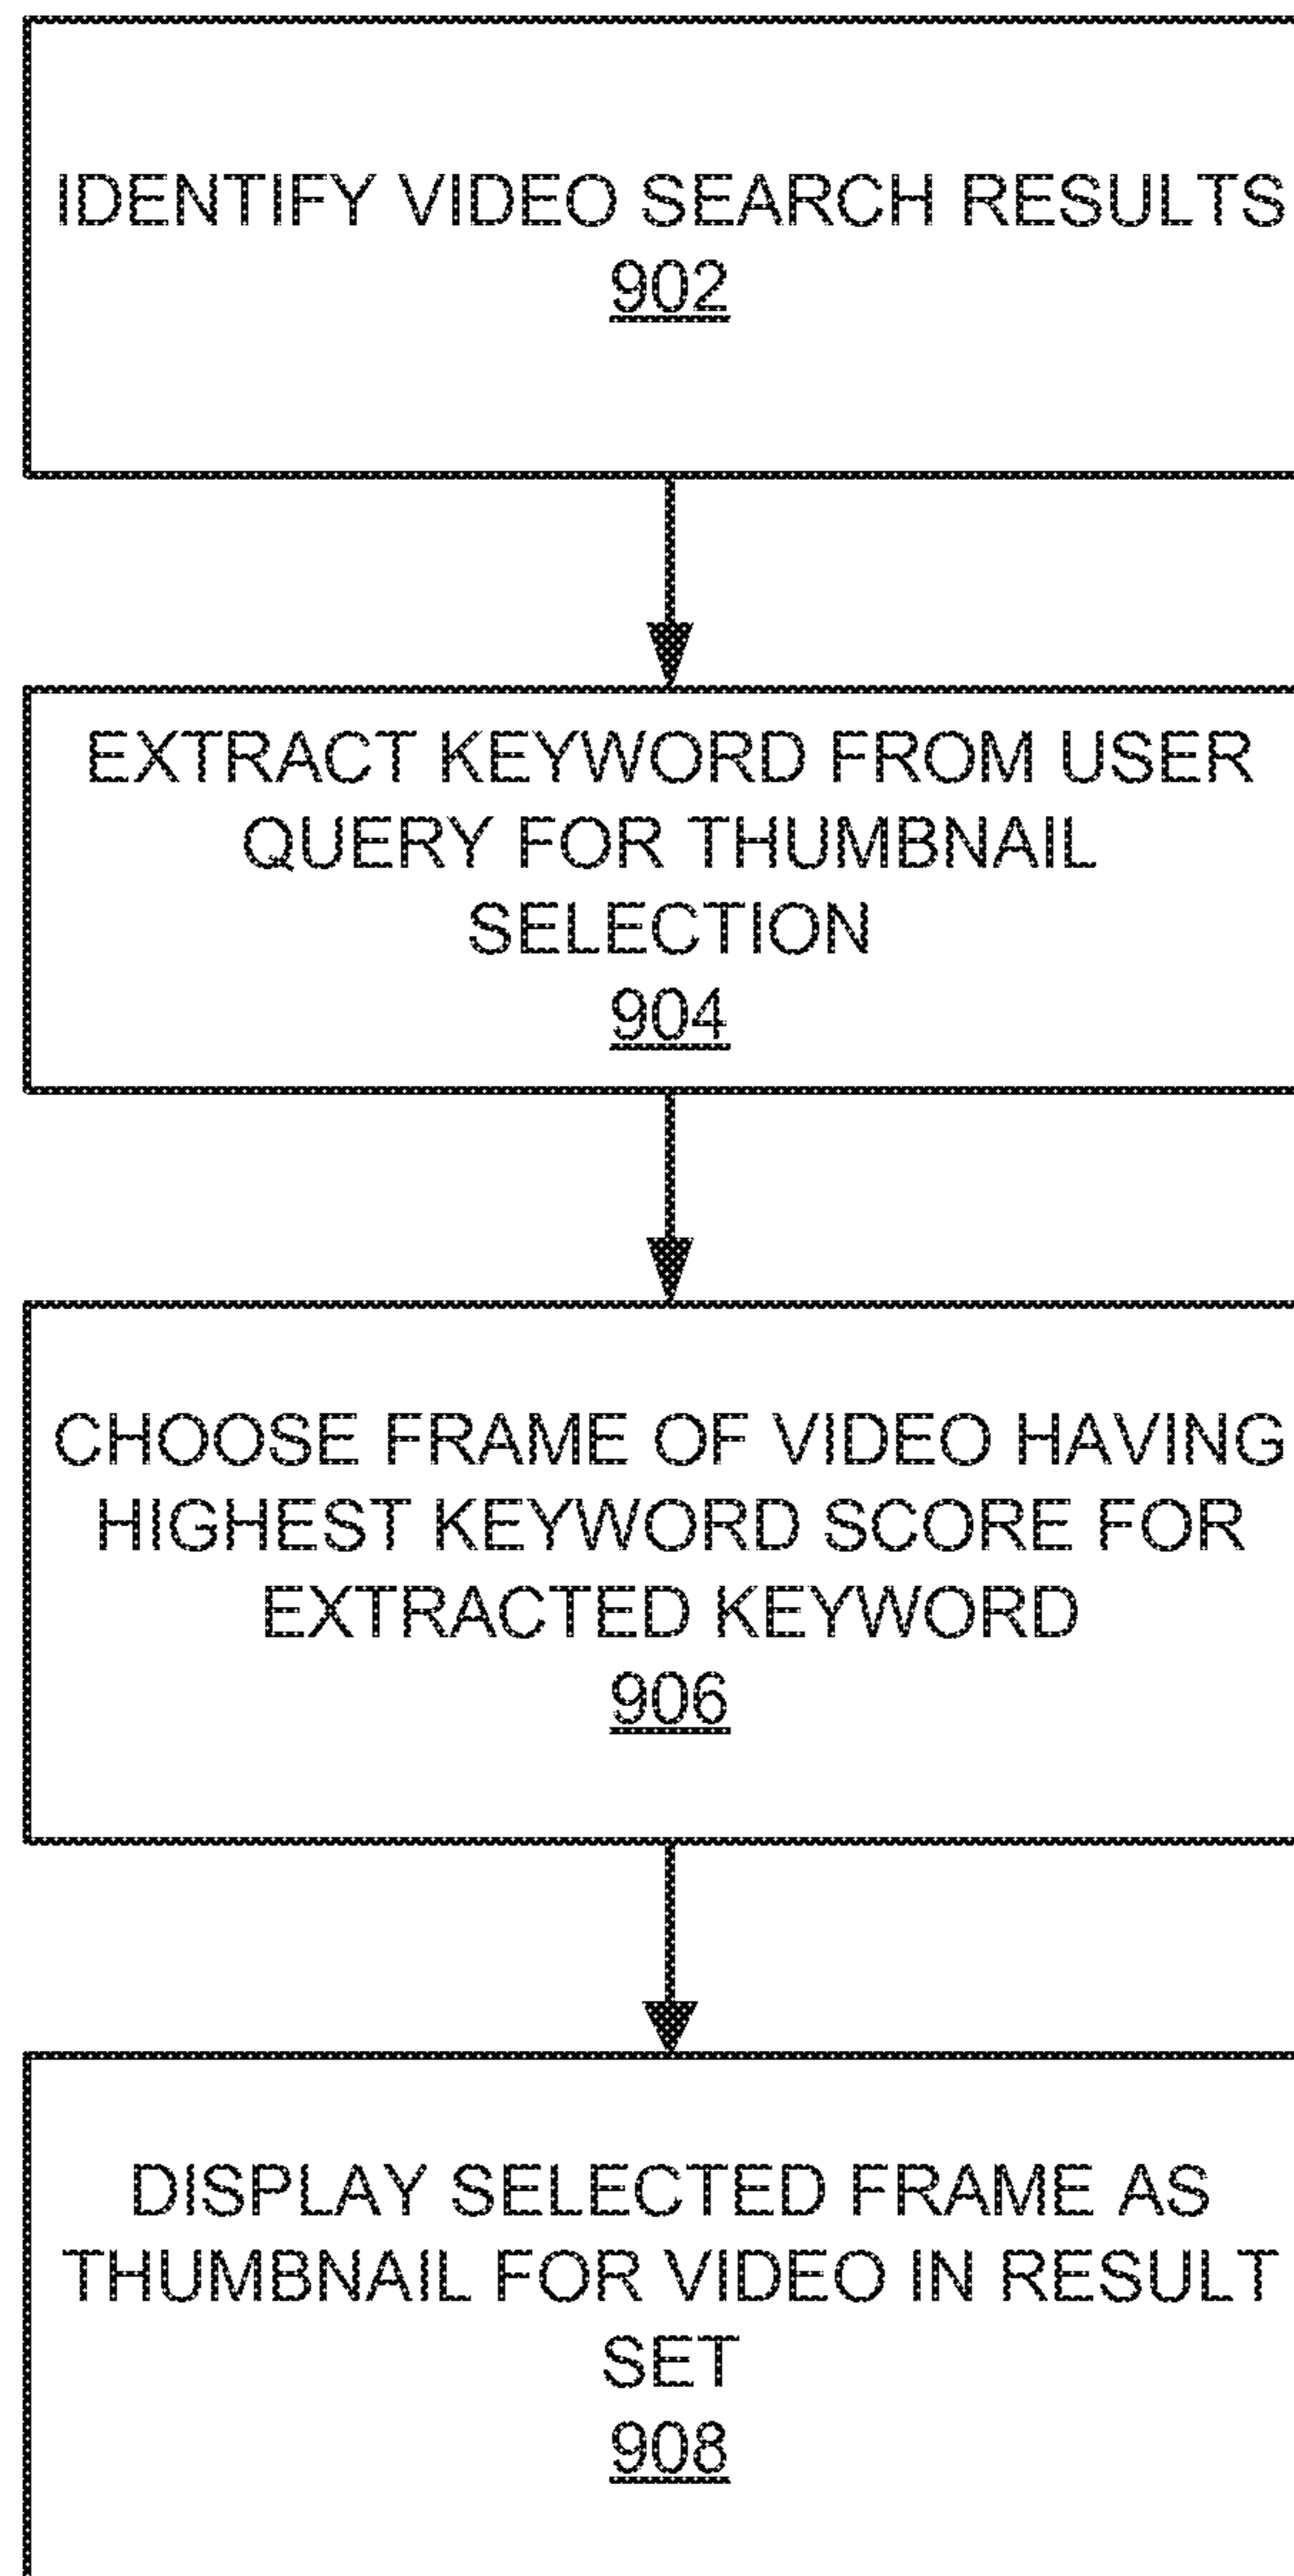 IDENTIFY VIDEO SEARCH RESULTS
902
EXTRACT KEYWORD FROM USER
QUERY FOR THUMBNAIL
SELECTION
904
CHOOSE FRAME OF VIDEO HAVING
HIGHEST KEYWORD SCORE FOR
EXTRACTED KEYWORD
906
DISPLAY SELECTED FRAME AS
THUMBNAIL FOR VIDEO IN RESULT
SET
908